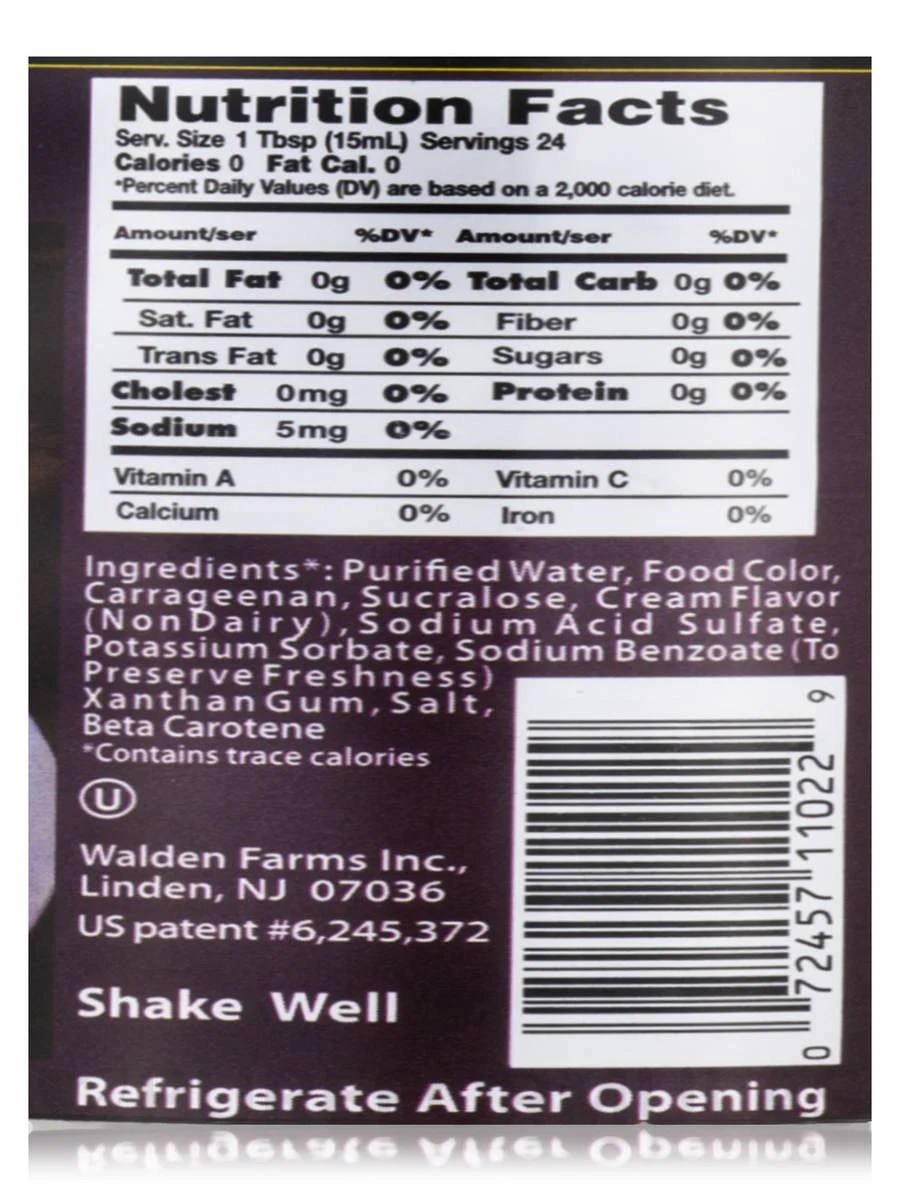 Nutrition Facts
Serv. Size 1 Tbsp (15mL) Servings 24
Calories 0 Fat Cal. 0
*Percent Daily Values (DV) are based on a 2,000 calorie diet.
Amount/ser %DV* Amount/ser %DV*
Total Fat 0g 0% Total Carb 0g 0%
Sat. Fat 0g 0% Fiber 0g 0%
Trans Fat 0g 0% Sugars 0g 0%
Cholest 0mg 0% Protein 0g 0%
Sodium 5mg 0%
Vitamin A 0% Vitamin C 0%
Calcium 0% Iron 0%
Ingredients*: Purified Water, Food Color,
Carrageenan, Sucralose, Cream Flavor
(Non Dairy), Sodium Acid Sulfate,
Potassium Sorbate, Sodium Benzoate (To
Preserve Freshness)
Xanthan Gum, Salt,
Beta Carotene
*Contains trace calories
U
Walden Farms Inc.,
Linden, NJ 07036
US patent #6,245,372
Shake Well
Refrigerate After Opening
0 72457 11022 9